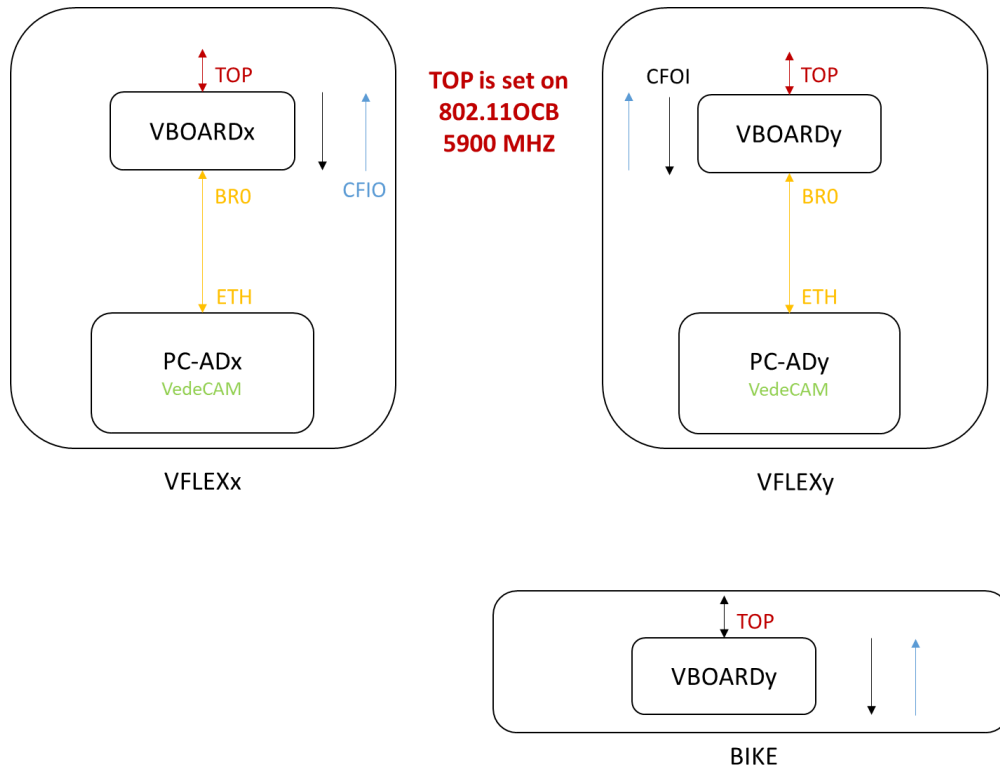 TOP
VBOARDx
CFIO
BR0
ETH
PC-ADx
VedeCAM
VFLEXx
TOP is set on
802.11OCB
5900 MHZ
CFOI
TOP
VBOARDy
BR0
ETH
PC-ADy
VedeCAM
VFLEXy
TOP
VBOARDy
BIKE